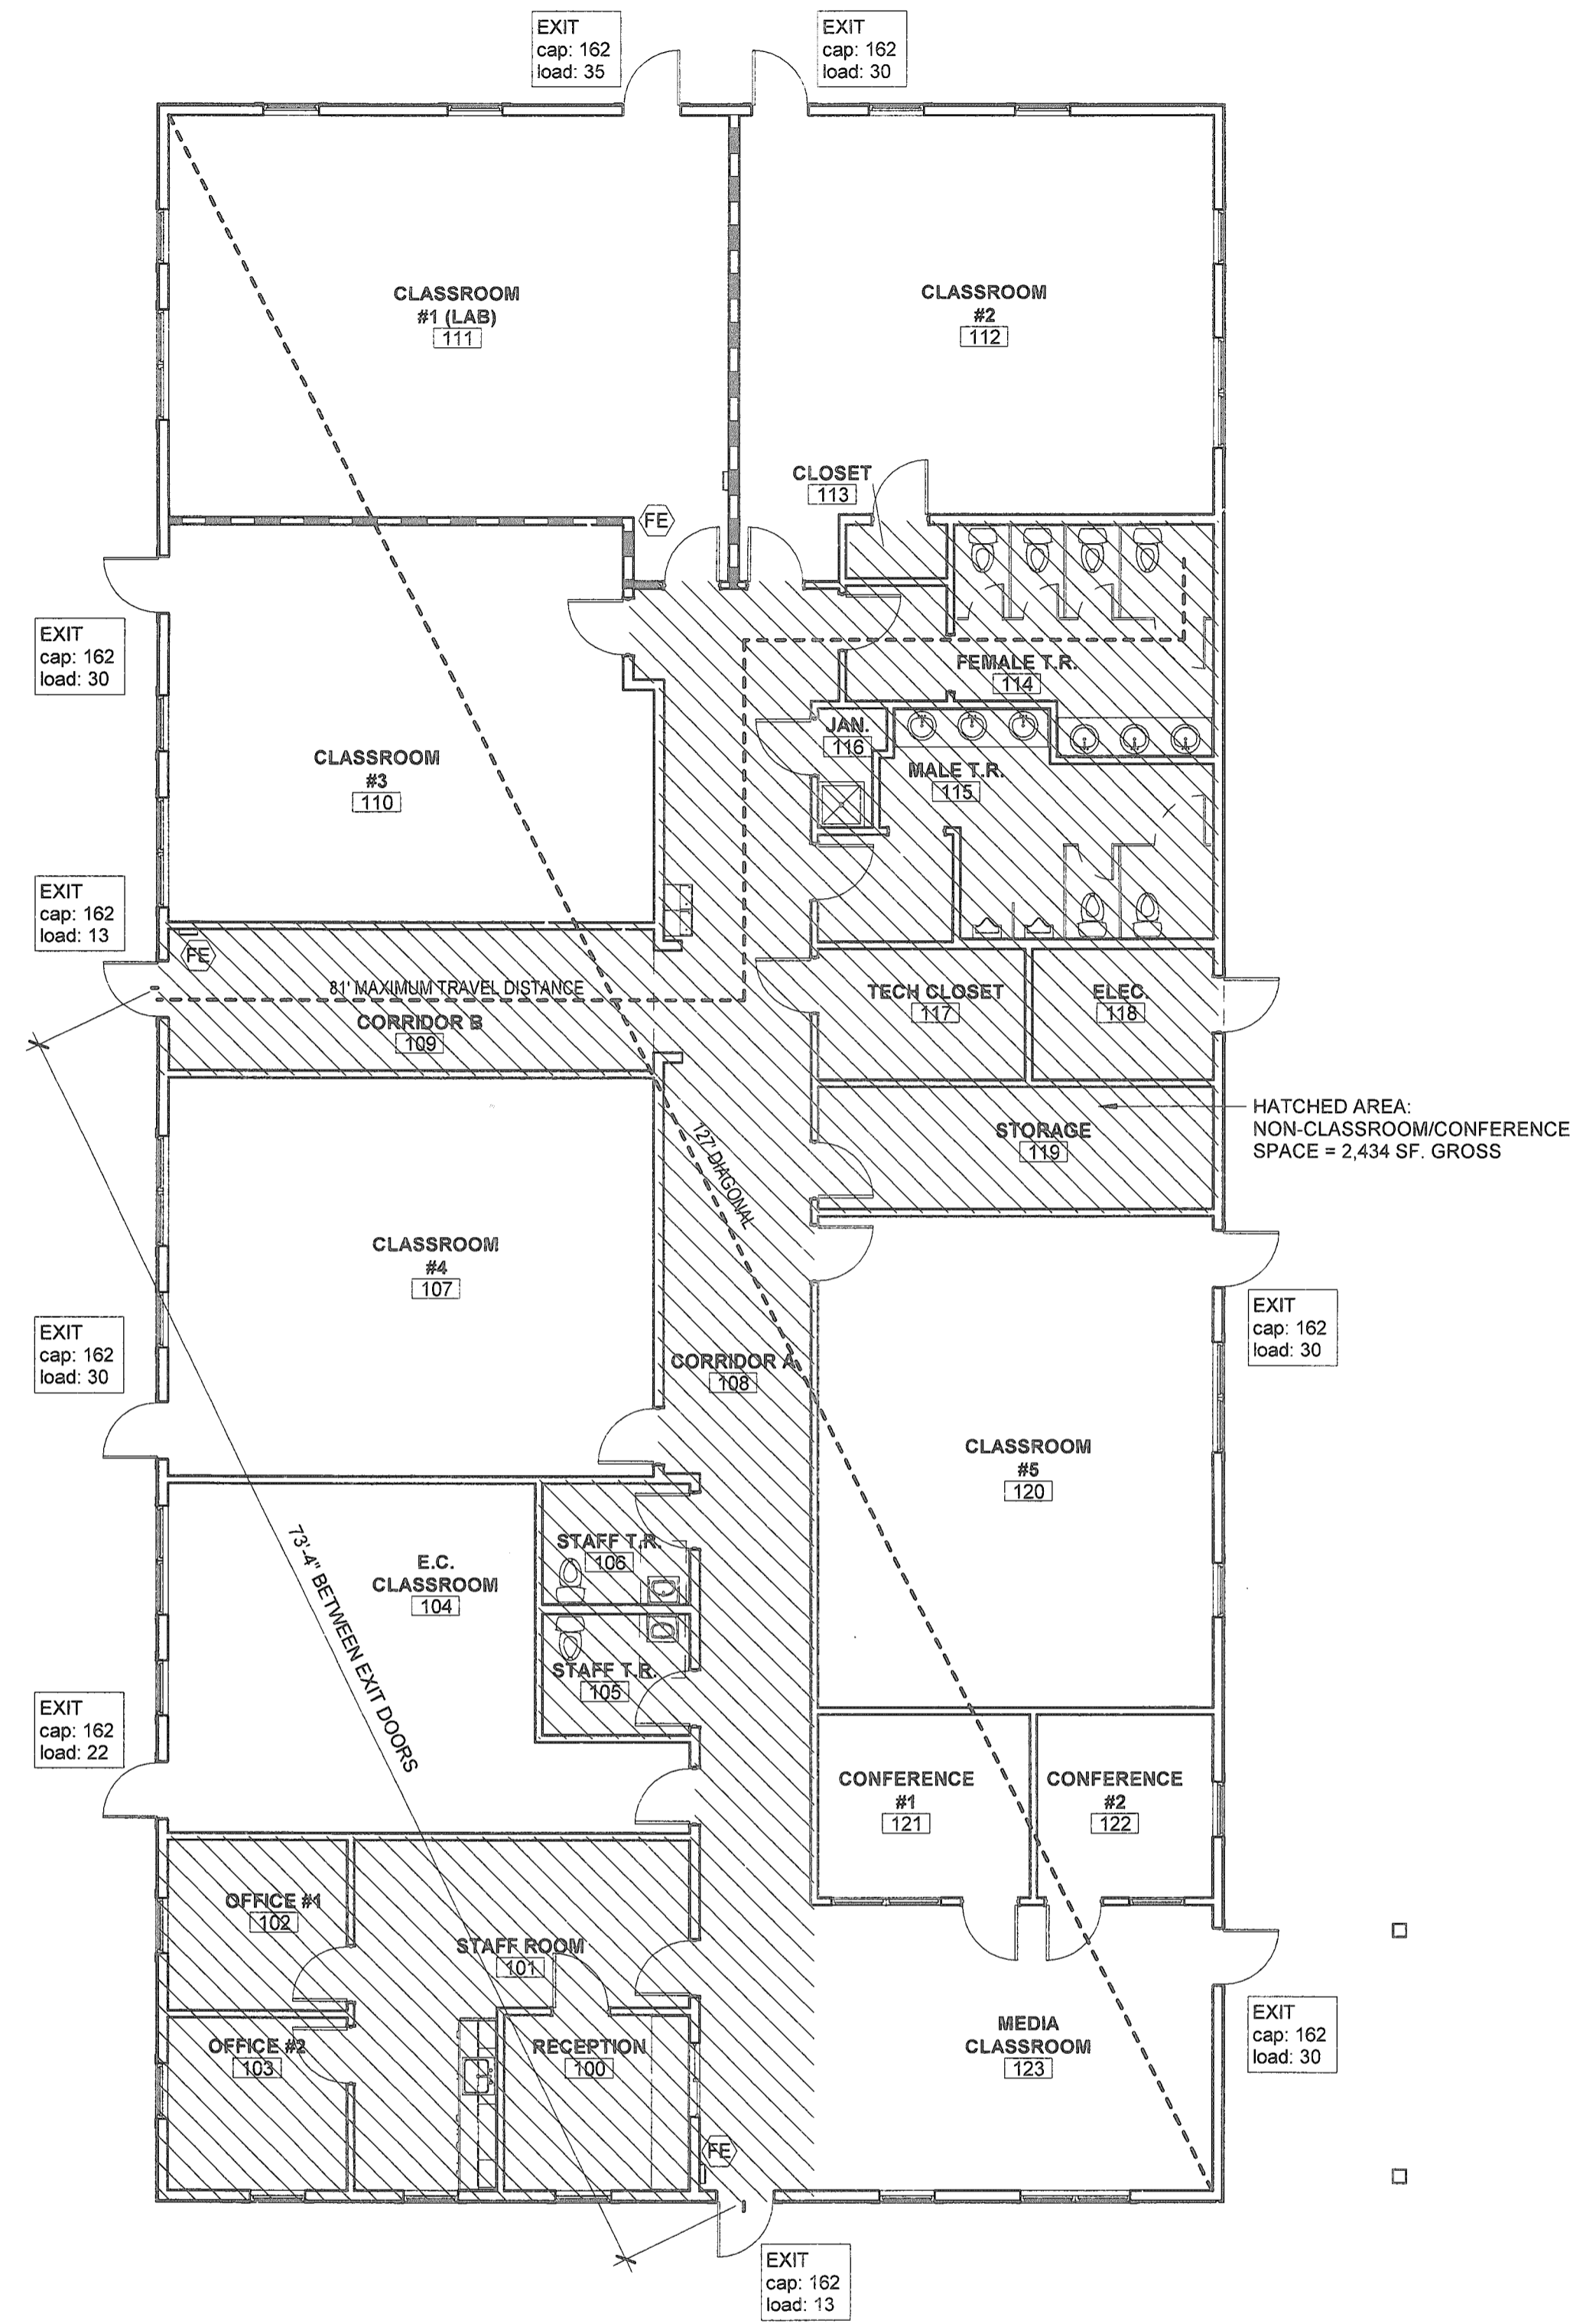 EXIT
cap: 162
load: 35
EXIT
cap: 162
load: 30
CLASSROOM
#1 (LAB)
111
CLASSROOM
#2
112
CLOSET
113
FE
EXIT
cap: 162
load: 30
FEMALE T.R.
114
JAN.
116
CLASSROOM
#3
110
MALE T.R.
115
EXIT
cap: 162
load: 13
FE
81' MAXIMUM TRAVEL DISTANCE
CORRIDOR B
109
TECH CLOSET
117
ELEC.
118
HATCHED AREA:
NON-CLASSROOM/CONFERENCE
SPACE = 2,434 SF. GROSS
STORAGE
119
127' DIAGONAL
CLASSROOM
#4
107
EXIT
cap: 162
load: 30
EXIT
cap: 162
load: 30
CORRIDOR A
108
CLASSROOM
#5
120
73'-4" BETWEEN EXIT DOORS
E.C.
CLASSROOM
104
STAFF T.R.
106
STAFF T.R.
105
EXIT
cap: 162
load: 22
CONFERENCE
#1
121
CONFERENCE
#2
122
OFFICE #1
102
STAFF ROOM
101
OFFICE #2
103
RECEPTION
100
MEDIA
CLASSROOM
123
EXIT
cap: 162
load: 30
FE
EXIT
cap: 162
load: 13